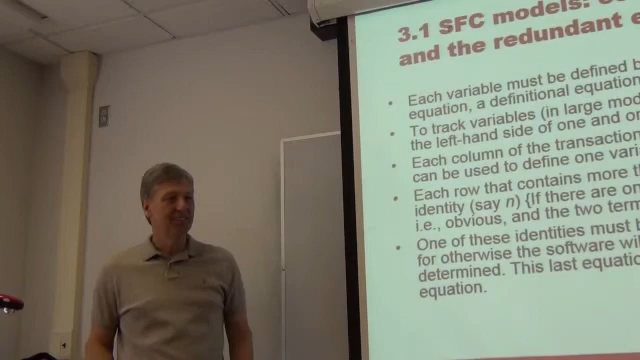 3.1 SFC models:
and the redundant e
• Each variable must be defined b
equation, a definitional equation
• To track variables (in large mod
the left-hand side of one and on
• Each column of the transaction
can be used to define one vari
• Each row that contains more th
identity (say n) {If there are on
i.e., obvious, and the two term
• One of these identities must b
for otherwise the software wil
determined. This last equatio
equation.